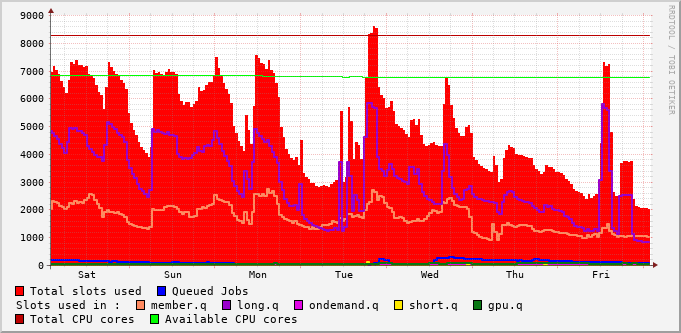 9000
8000
7000
6000
5000
4000
3000
2000
1000
0
Sat Sun Mon Tue Wed Thu Fri
RRDTOOL / TOBI OETIKER
Total slots used Queued Jobs
Slots used in : member.q long.q ondemand.q short.q gpu.q
Total CPU cores Available CPU cores